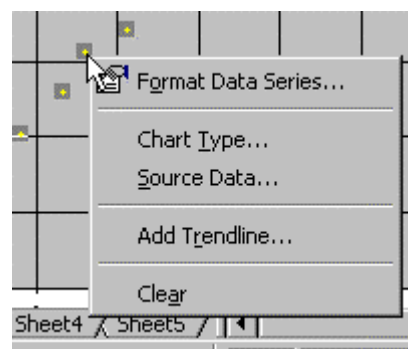 Format Data Series...
Chart Type...
Source Data...
Add Trendline...
Clear
Sheet4 / Sheet5 /